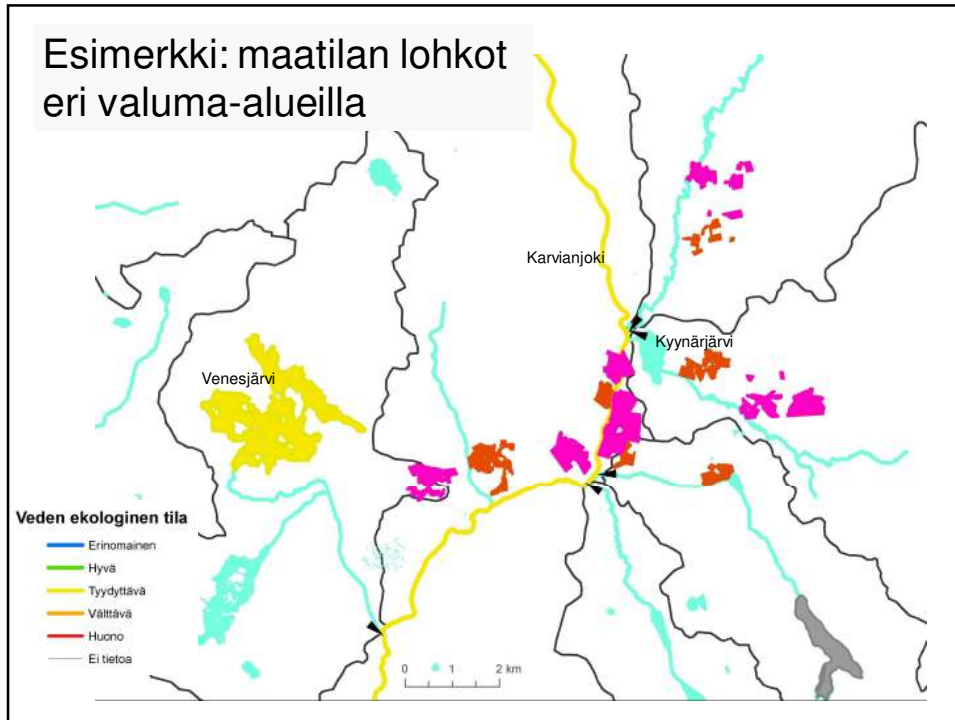 Esimerkki: maatilan lohkot
eri valuma-alueilla
Karvianjoki
Kyynärjärvi
Venesjärvi
Veden ekologinen tila
Erinomainen
Hyvä
Tyydyttävä
Välttävä
Huono
Ei tietoa
0 1 2 km